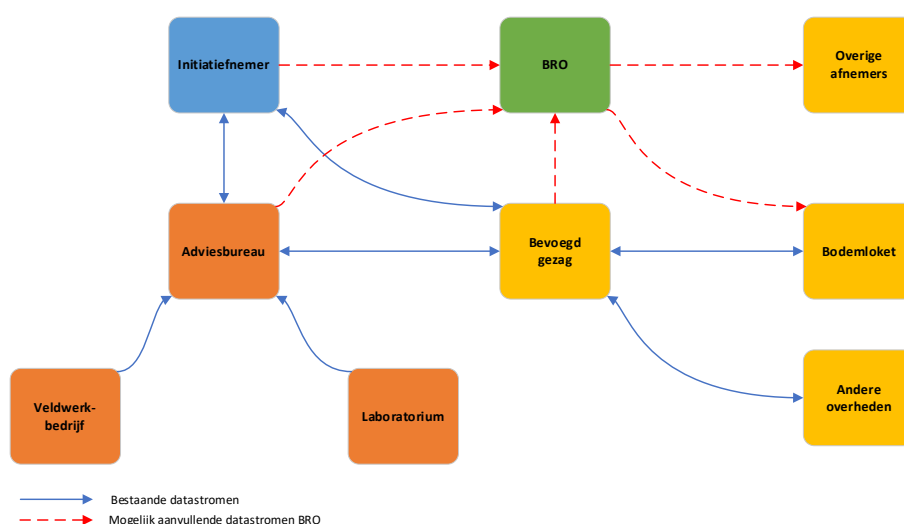 Initiatiefnemer
BRO
Overige
afnemers
Adviesbureau
Bevoegd
gezag
Bodemloket
Veldwerk-
bedrijf
Laboratorium
Andere
overheden
Bestaande datastromen
Mogelijk aanvullende datastromen BRO